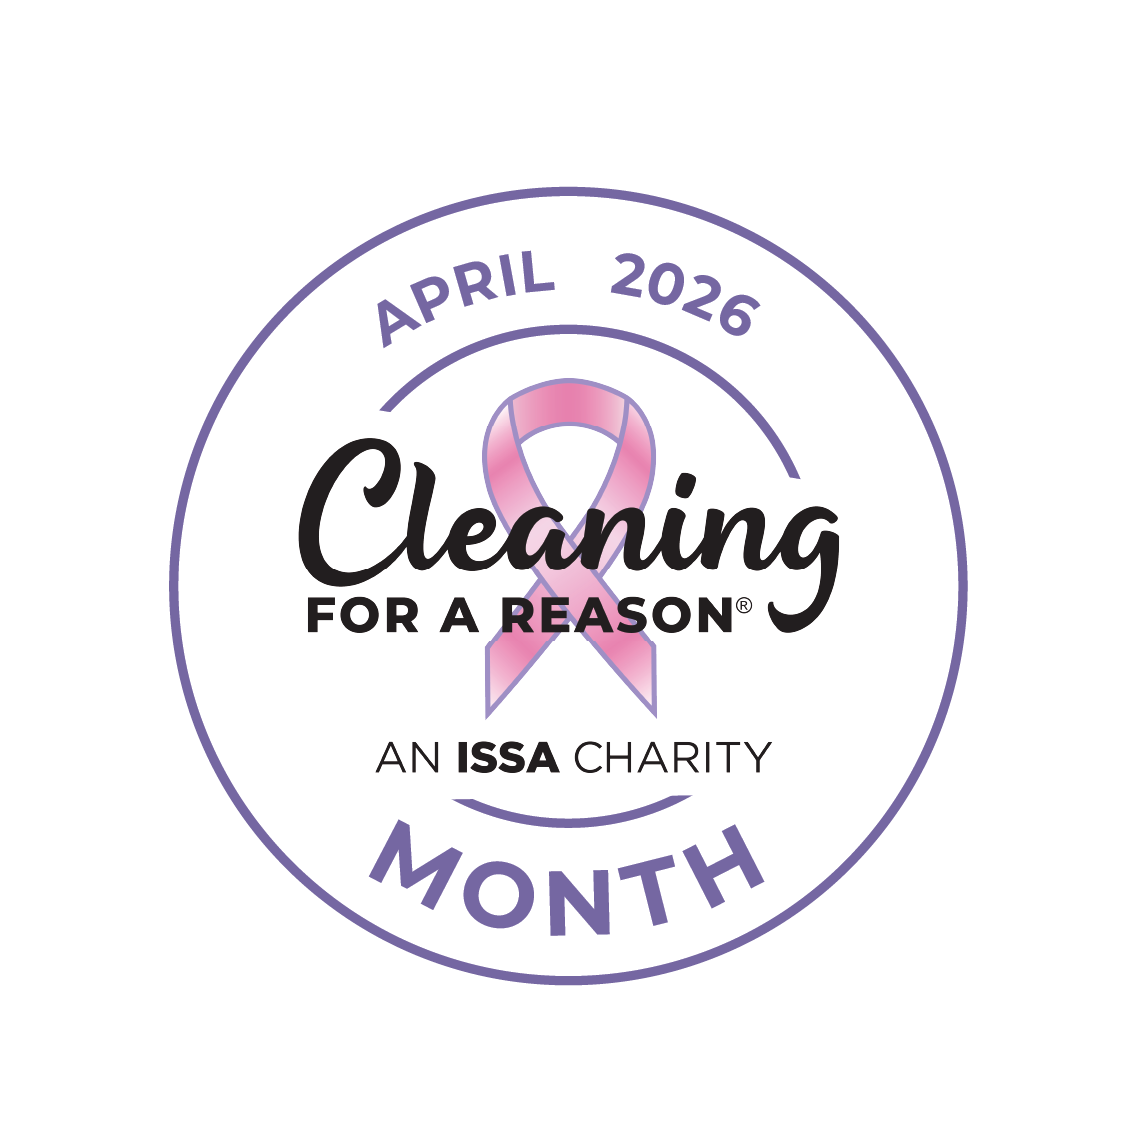 APRIL 2026
Cleaning
FOR A REASON®
AN ISSA CHARITY
MONTH